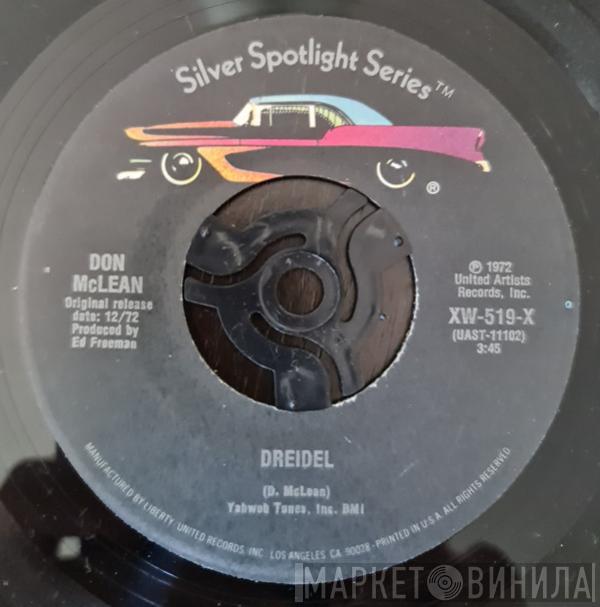 Silver Spotlight Series™
®
DON
McLEAN
Original release
date: 12/72
Produced by
Ed Freeman
℗ 1972
United Artists
Records, Inc.
XW-519-X
(UAST-11102)
3:45
DREIDEL
(D. McLean)
Yahweh Tunes, Inc. BMI
MANUFACTURED BY LIBERTY UNITED RECORDS, INC. LOS ANGELES, CA 90028 - PRINTED IN U.S.A. ALL RIGHTS RESERVED
МАРКЕТ ВИНИЛА